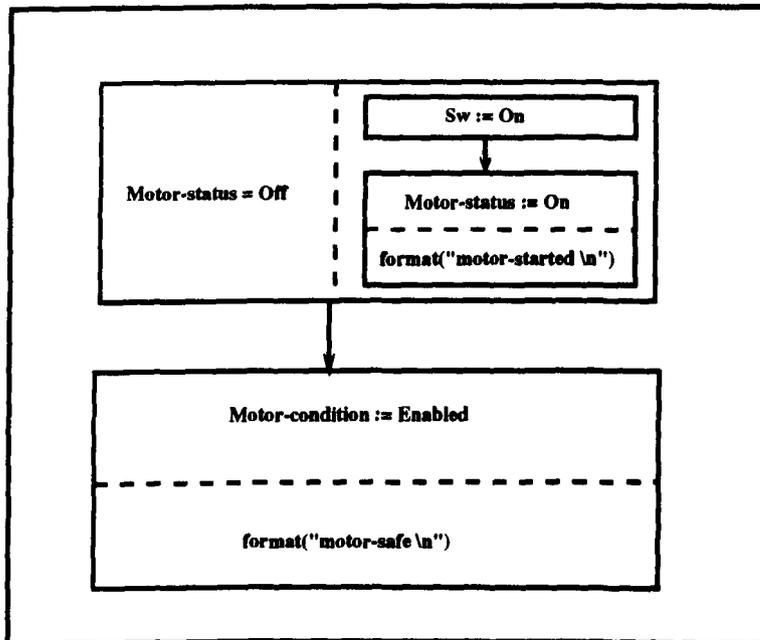 Sw := On
Motor-status = Off
Motor-status := On
format("motor-started \n")
Motor-condition := Enabled
format("motor-safe \n")